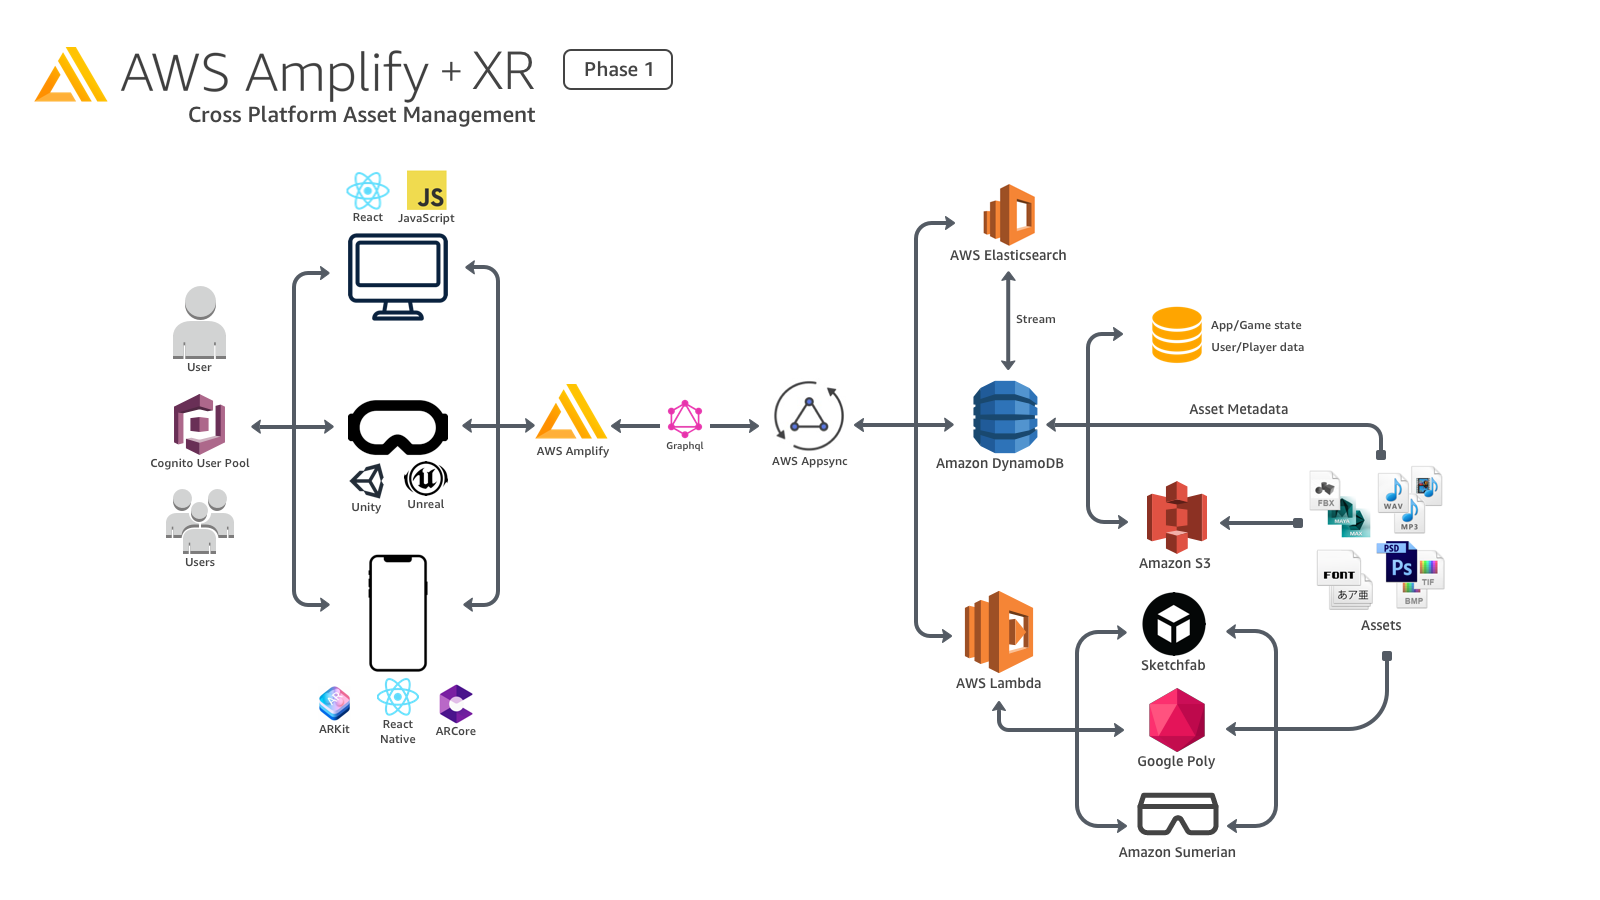 AWS Amplify + XR
Phase 1
Cross Platform Asset Management
JS
React
JavaScript
User
Cognito User Pool
Users
Unity
Unreal
ARKit
React
Native
ARCore
AWS Amplify
Graphql
AWS Appsync
AWS Elasticsearch
Stream
Amazon DynamoDB
App/Game state
User/Player data
Asset Metadata
Amazon S3
FBX
MAYA
MAX
WAV
MP3
FONT
あア亜
PSD
Ps
TIF
BMP
Assets
AWS Lambda
Sketchfab
Google Poly
Amazon Sumerian